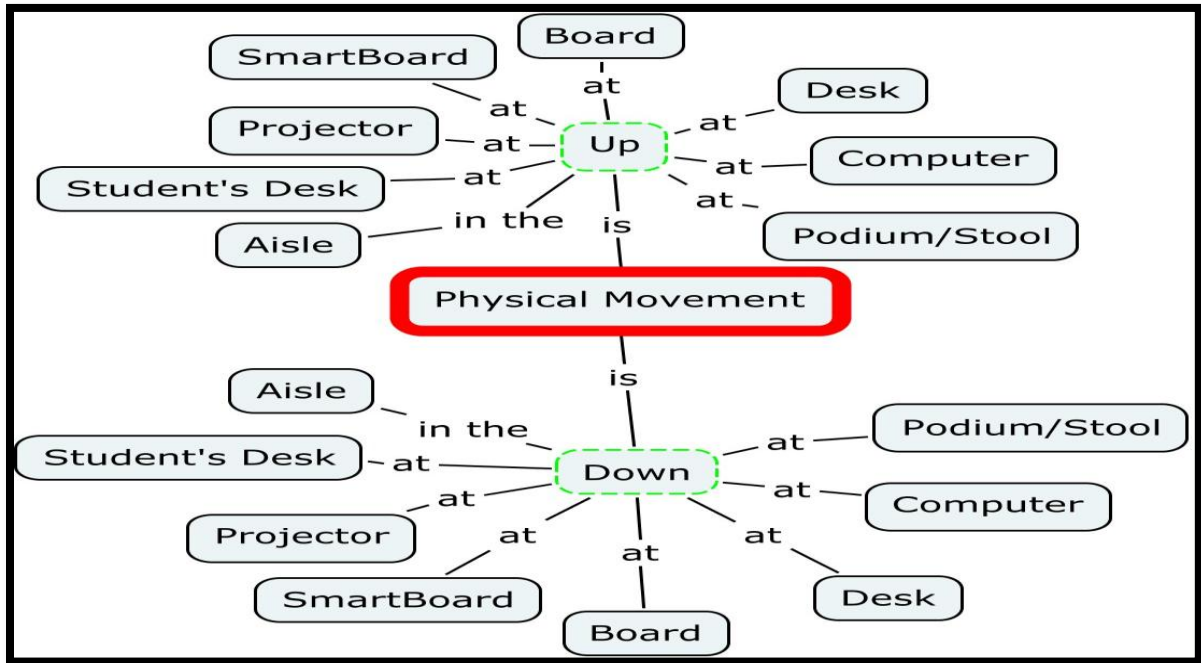 Board
SmartBoard
at
Desk
at
Projector
at
Up
at
at
Computer
Student's Desk
at
at
Aisle
in the
is
at
Podium/Stool
Physical Movement
is
Aisle
in the
at
Podium/Stool
Student's Desk
at
Down
at
Computer
Projector
at
at
at
at
SmartBoard
Board
Desk